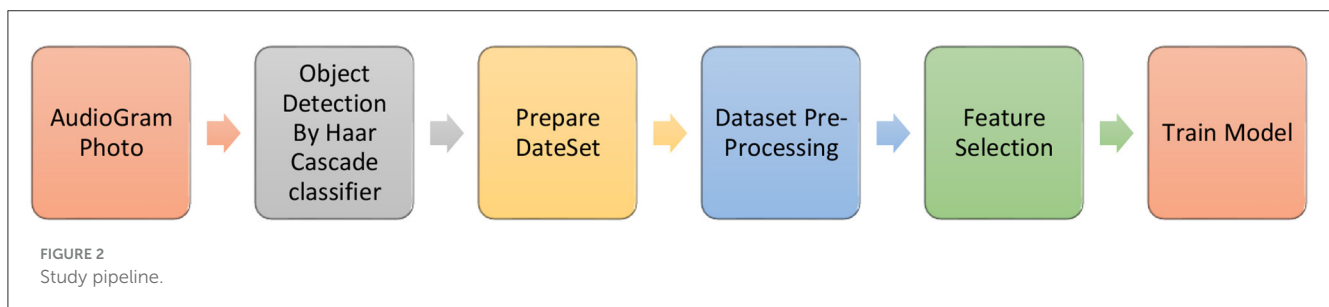 AudioGram
Photo
Object
Detection
By Haar
Cascade
classifier
Prepare
DateSet
Dataset Pre-
Processing
Feature
Selection
Train Model
FIGURE 2
Study pipeline.